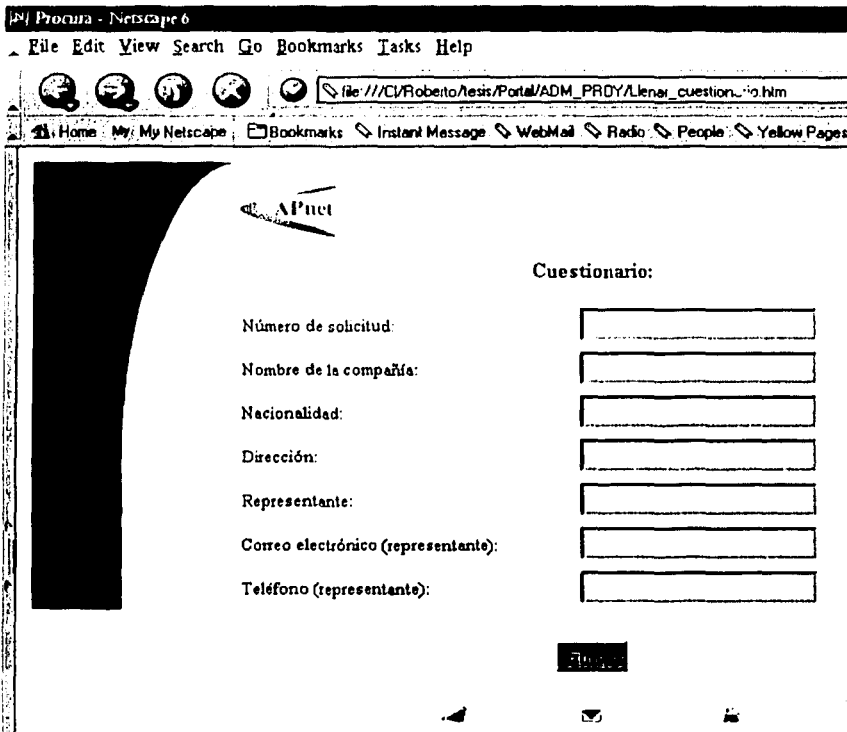 Procura - Netscape 6
File Edit View Search Go Bookmarks Tasks Help
file:///C|/Roberto/tesis/Portal/ADM_PROY/Llenar_cuestionario.htm
Home My Netscape Bookmarks Instant Message WebMail Radio People Yellow Pages
APnet
Cuestionario:
Número de solicitud:
Nombre de la compañía:
Nacionalidad:
Dirección:
Representante:
Correo electrónico (representante):
Teléfono (representante):